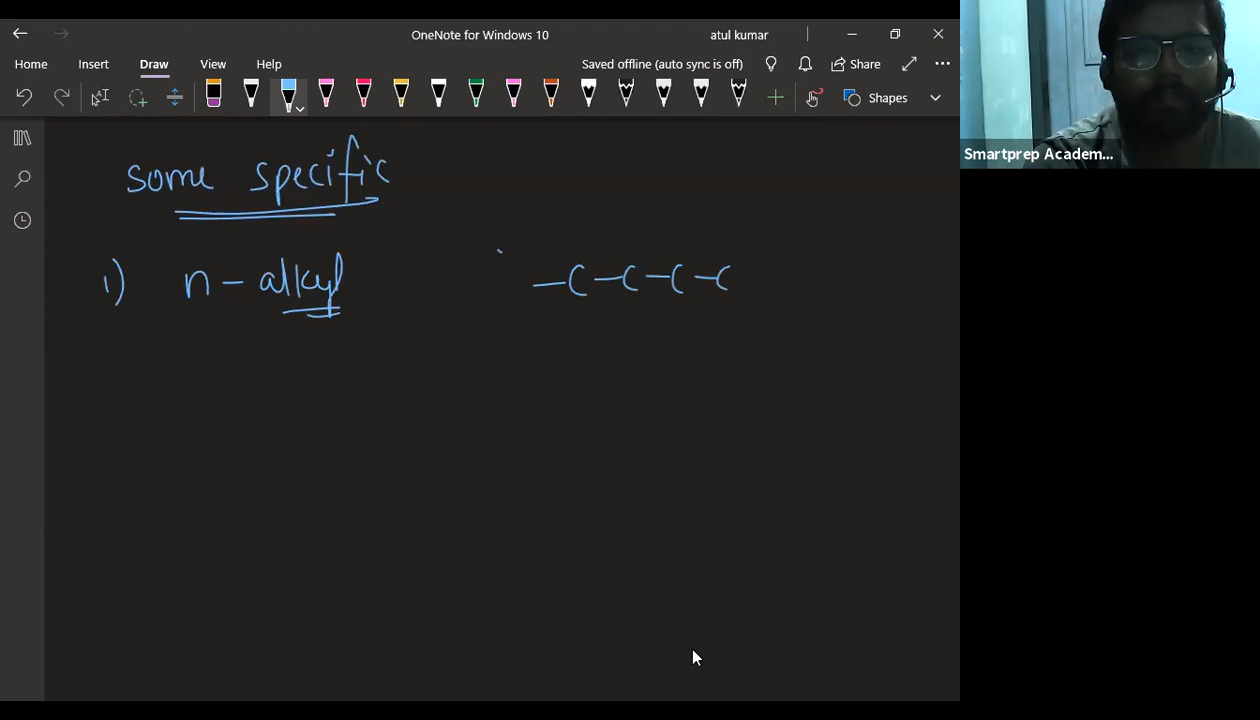 OneNote for Windows 10
atul kumar
Home Insert Draw View Help
Saved offline (auto sync is off)
Share
Shapes
Smartprep Academ...
some specific
1) n - alkyl -C-C-C-C